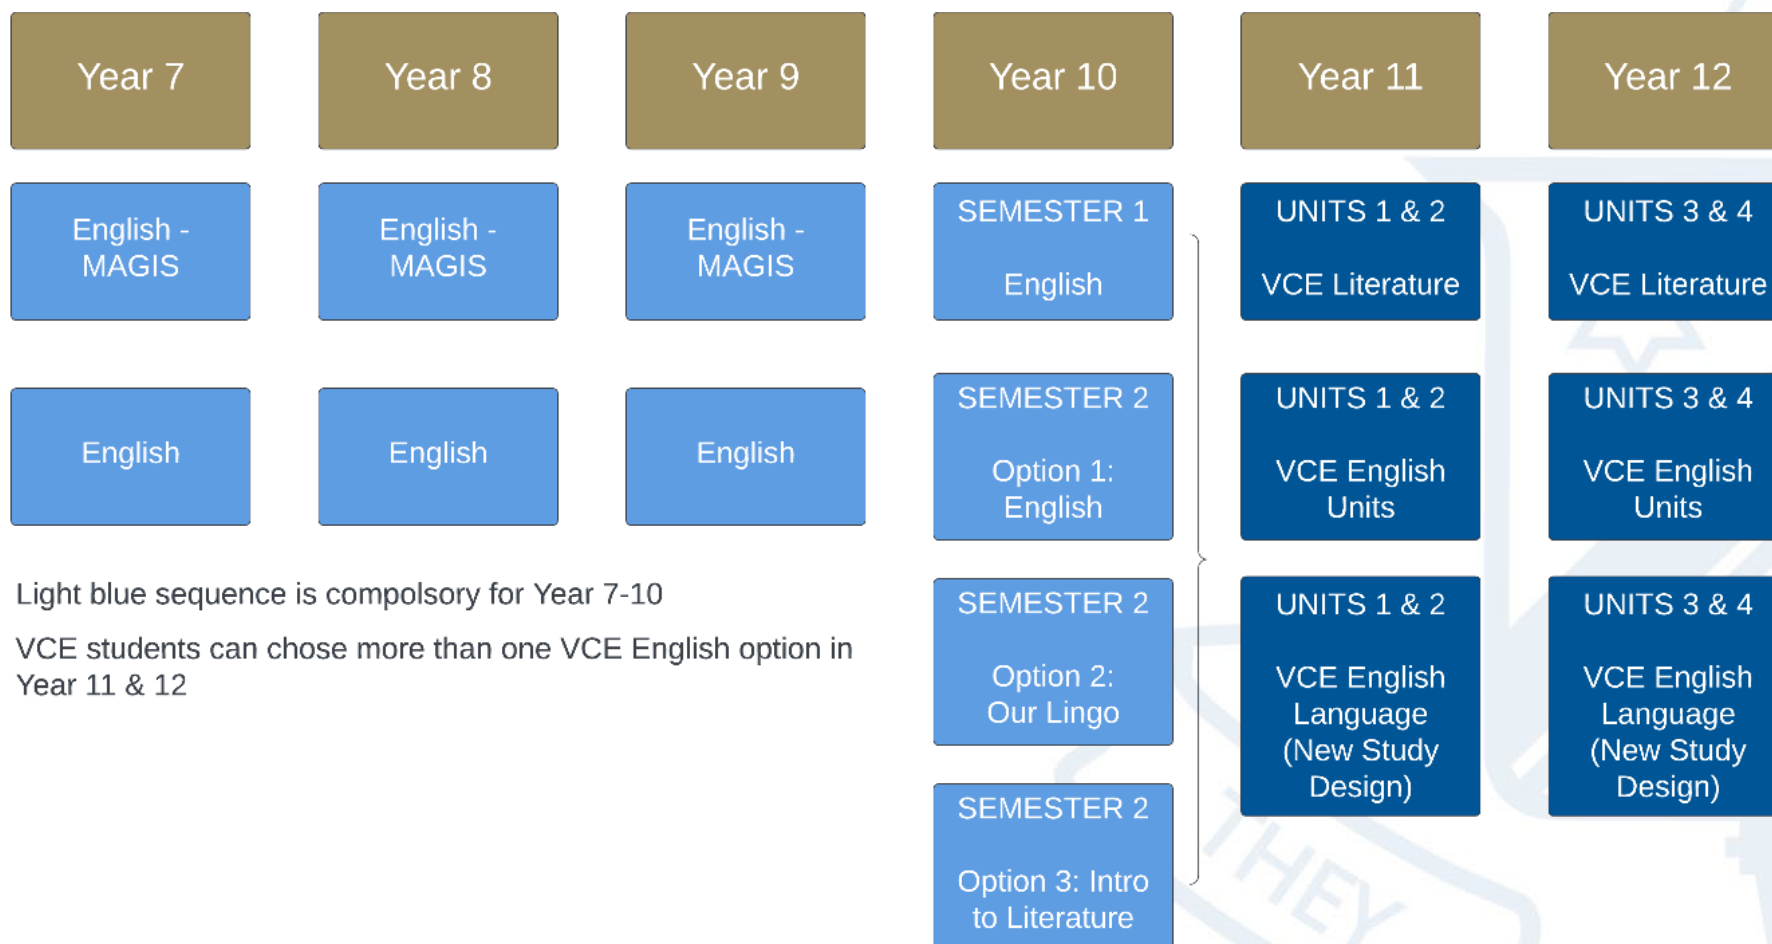 Year 7
Year 8
Year 9
Year 10
Year 11
Year 12
English -
MAGIS
English -
MAGIS
English -
MAGIS
SEMESTER 1
English
UNITS 1 & 2
VCE Literature
UNITS 3 & 4
VCE Literature
English
English
English
SEMESTER 2
Option 1:
English
UNITS 1 & 2
VCE English
Units
UNITS 3 & 4
VCE English
Units
Light blue sequence is compolsory for Year 7-10
VCE students can chose more than one VCE English option in
Year 11 & 12
SEMESTER 2
Option 2:
Our Lingo
UNITS 1 & 2
VCE English
Language
(New Study
Design)
UNITS 3 & 4
VCE English
Language
(New Study
Design)
SEMESTER 2
Option 3: Intro
to Literature
THEY